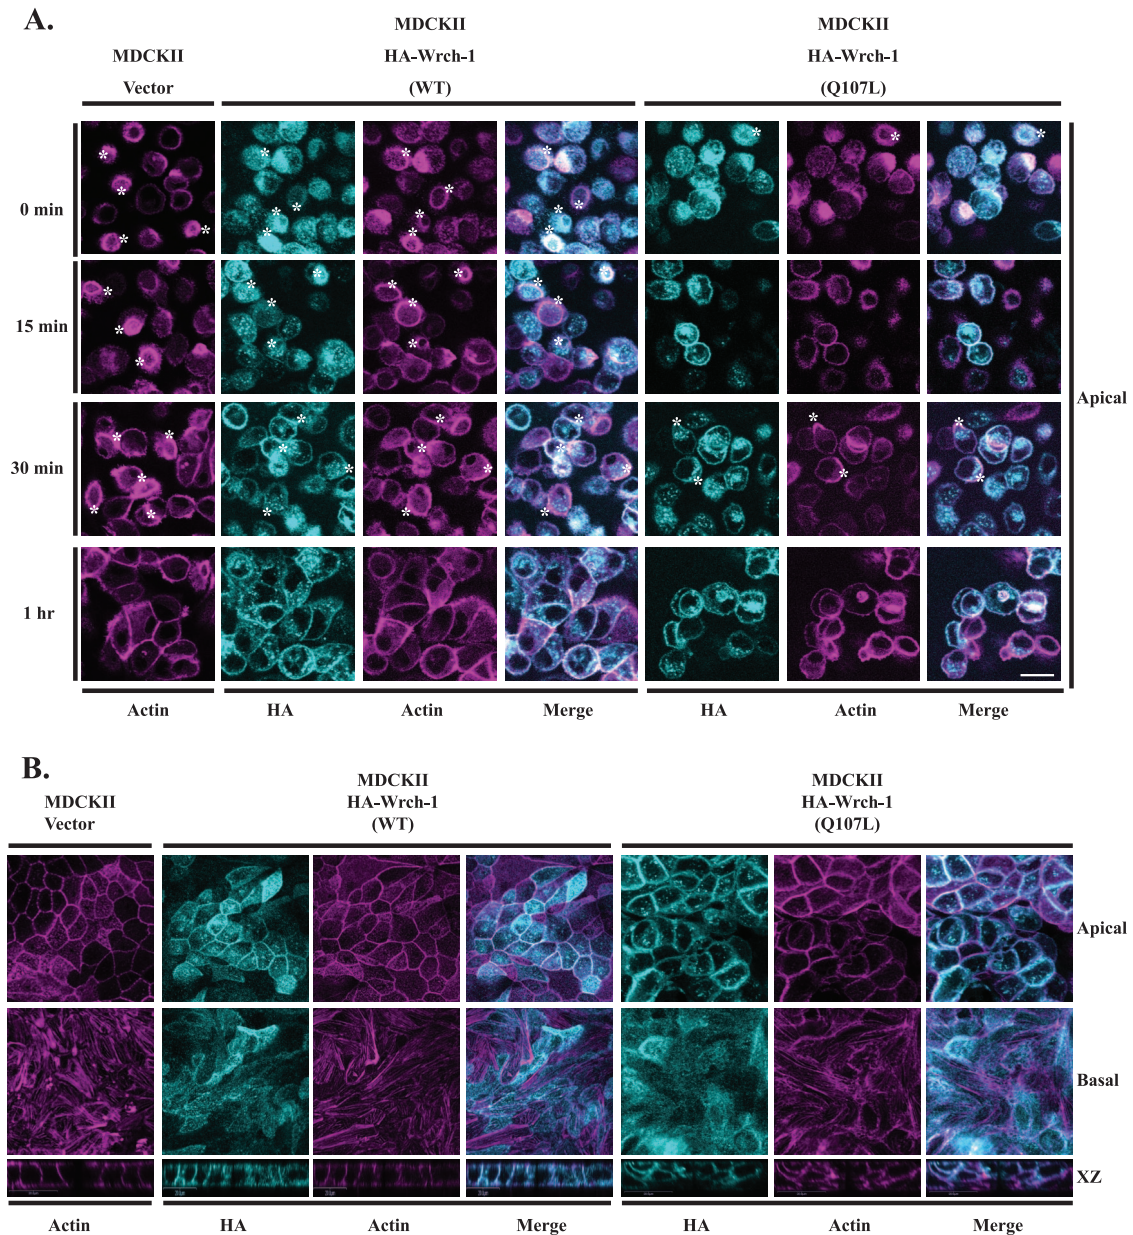 A.
MDCKII
Vector
MDCKII
HA-Wrch-1
(WT)
MDCKII
HA-Wrch-1
(Q107L)
0 min
15 min
30 min
1 hr
Apical
Actin HA Actin Merge HA Actin Merge
B.
MDCKII
Vector
MDCKII
HA-Wrch-1
(WT)
MDCKII
HA-Wrch-1
(Q107L)
Apical
Basal
XZ
Actin HA Actin Merge HA Actin Merge